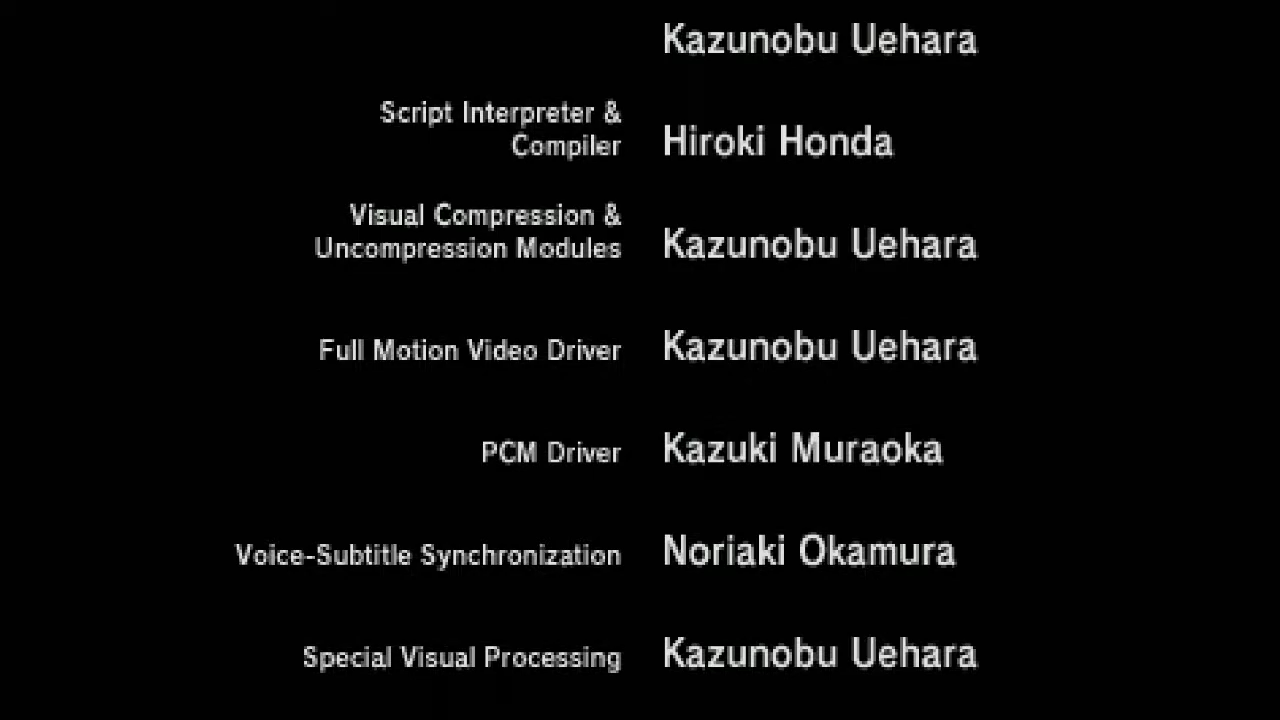 Kazunobu Uehara
Script Interpreter &
Compiler Hiroki Honda
Visual Compression &
Uncompression Modules Kazunobu Uehara
Full Motion Video Driver Kazunobu Uehara
PCM Driver Kazuki Muraoka
Voice-Subtitle Synchronization Noriaki Okamura
Special Visual Processing Kazunobu Uehara